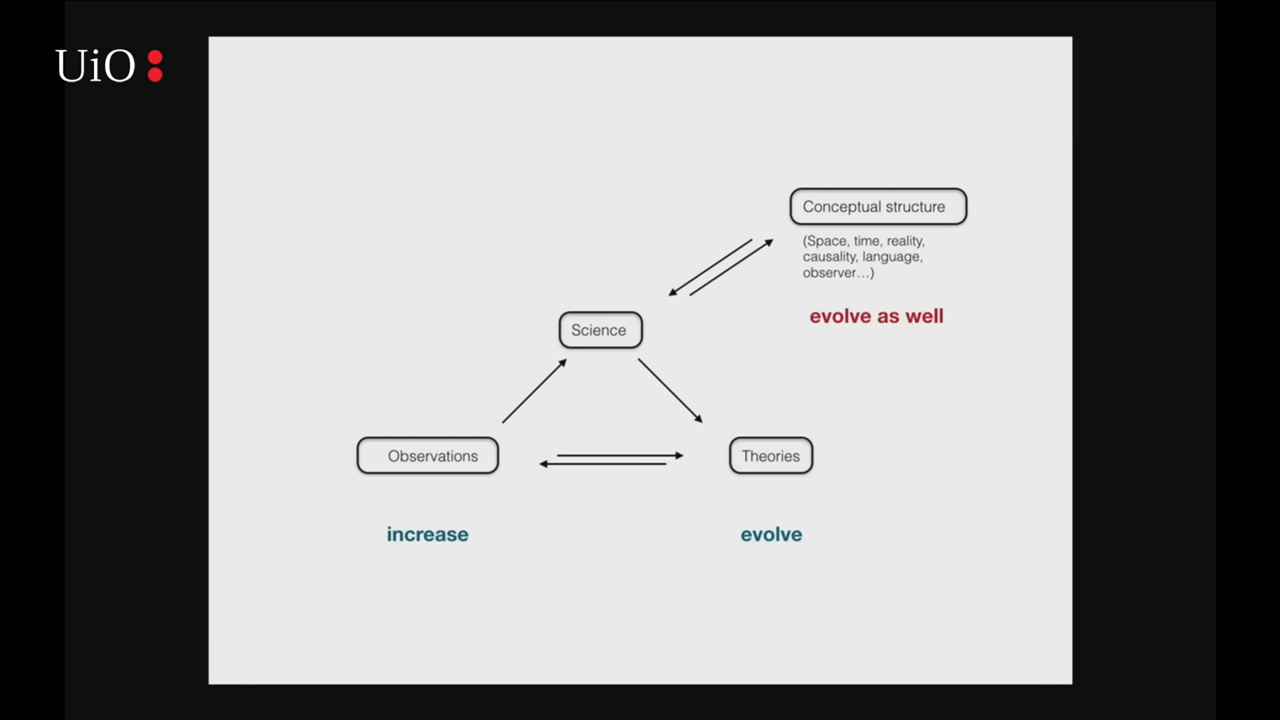 UiO
Conceptual structure
(Space, time, reality,
causality, language,
observer…)
evolve as well
Science
Observations
Theories
increase
evolve